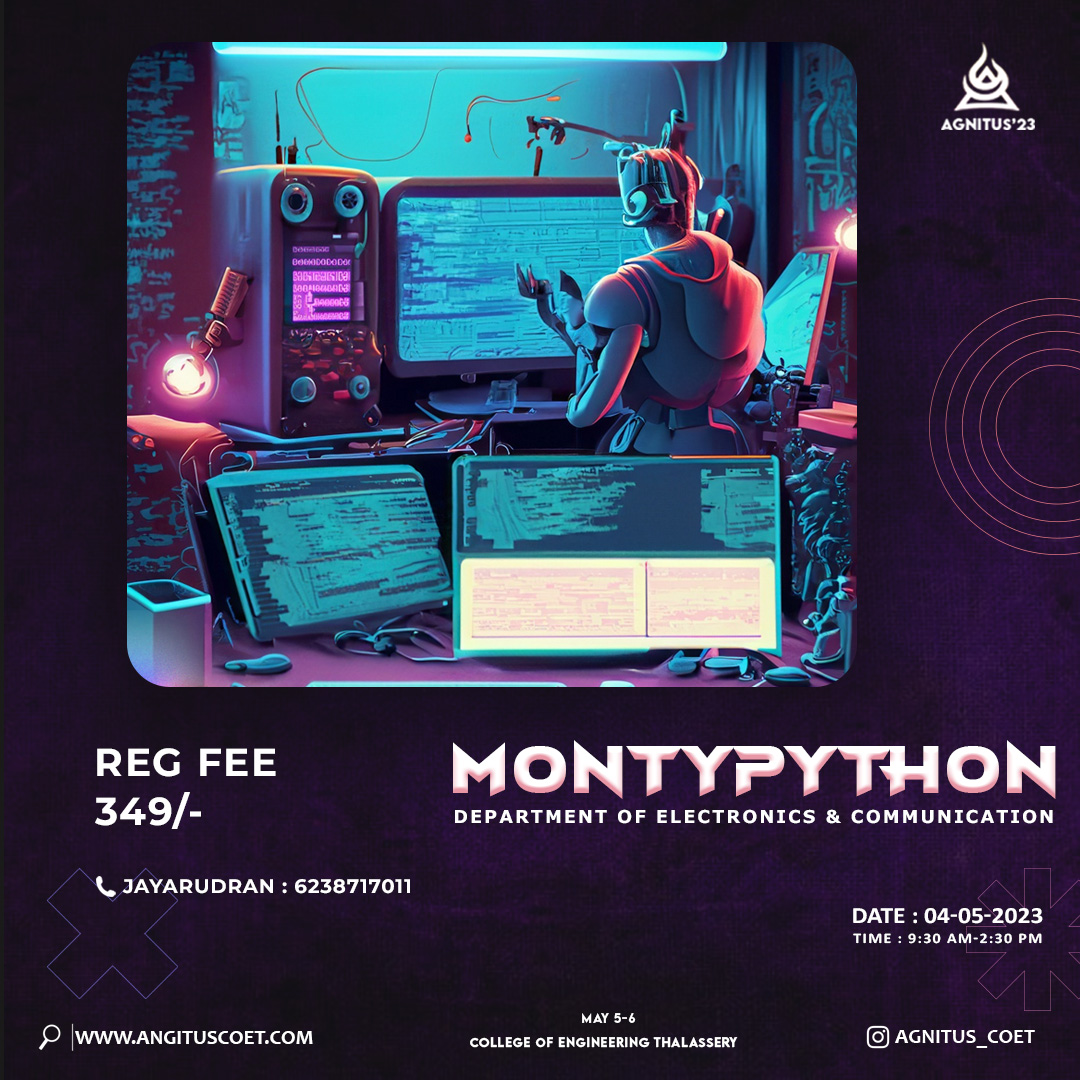 AGNITUS'23
REG FEE
349/-
MONTYPYTHON
DEPARTMENT OF ELECTRONICS & COMMUNICATION
JAYARUDRAN : 6238717011
DATE : 04-05-2023
TIME : 9:30 AM-2:30 PM
MAY 5-6
WWW.ANGITUSCOET.COM
COLLEGE OF ENGINEERING THALASSERY
AGNITUS_COET